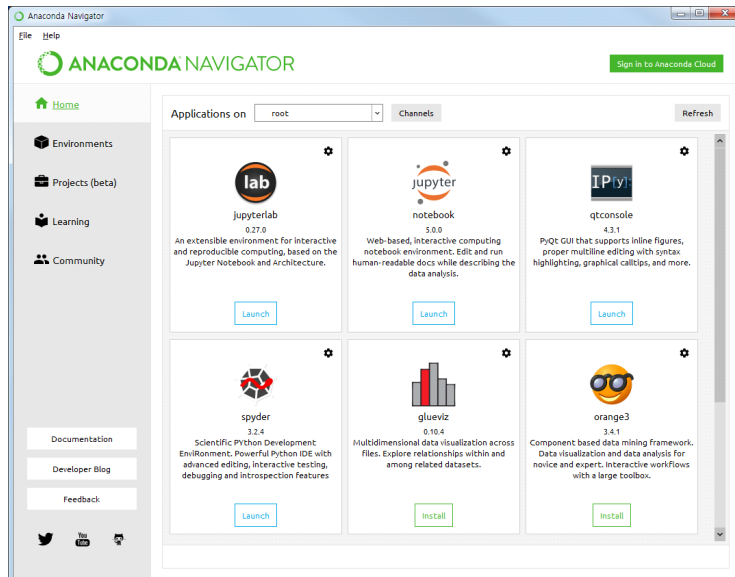 Anaconda Navigator
File Help
ANACONDA NAVIGATOR
Sign in to Anaconda Cloud
Home
Environments
Projects (beta)
Learning
Community
Documentation
Developer Blog
Feedback
You
Tube
Applications on root Channels Refresh
lab
jupyterlab
0.27.0
An extensible environment for interactive
and reproducible computing, based on the
Jupyter Notebook and Architecture.
Launch
jupyter
notebook
5.0.0
Web-based, interactive computing
notebook environment. Edit and run
human-readable docs while describing the
data analysis.
Launch
IP[y]:
qtconsole
4.3.1
PyQt GUI that supports inline figures,
proper multiline editing with syntax
highlighting, graphical calltips, and more.
Launch
spyder
3.2.4
Scientific PYthon Development
EnviRonment. Powerful Python IDE with
advanced editing, interactive testing,
debugging and introspection features
Launch
glueviz
0.10.4
Multidimensional data visualization across
files. Explore relationships within and
among related datasets.
Install
orange3
3.4.1
Component based data mining framework.
Data visualization and data analysis for
novice and expert. Interactive workflows
with a large toolbox.
Install